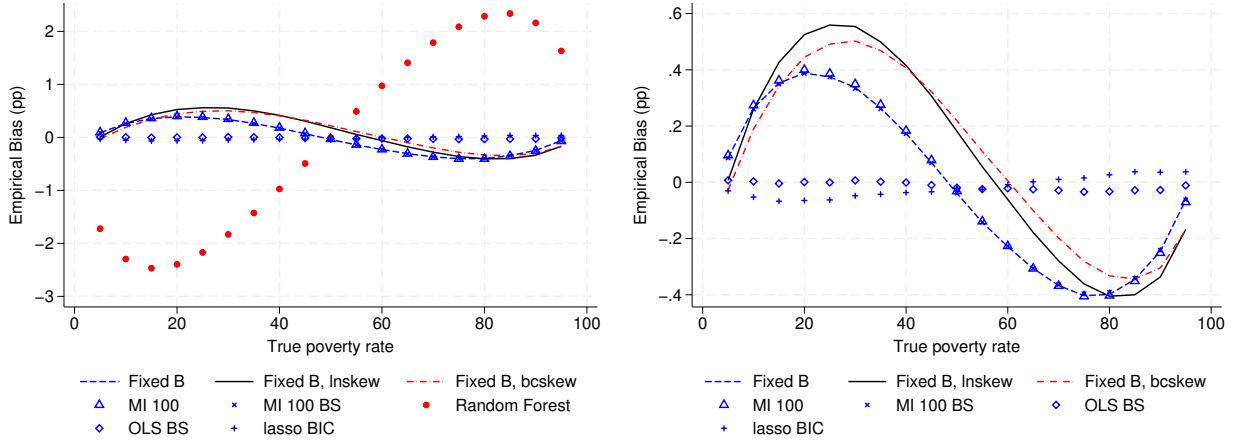 Empirical Bias (pp)
2
1
0
−1
−2
−3
0 20 40 60 80 100
True poverty rate
Fixed B Fixed B, lnskew Fixed B, bcskew
MI 100 MI 100 BS Random Forest
OLS BS lasso BIC
Empirical Bias (pp)
.6
.4
.2
0
−.2
−.4
0 20 40 60 80 100
True poverty rate
Fixed B Fixed B, lnskew Fixed B, bcskew
MI 100 MI 100 BS OLS BS
lasso BIC